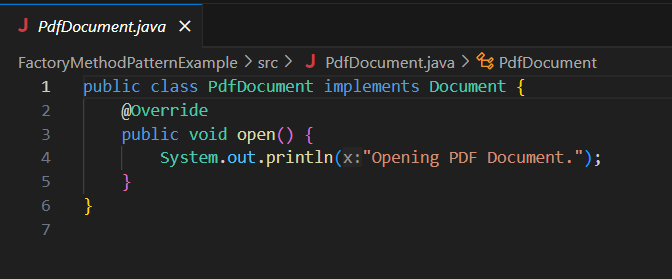 J PdfDocument.java ×
FactoryMethodPatternExample > src > J PdfDocument.java > PdfDocument
1 public class PdfDocument implements Document {
2     @Override
3     public void open() {
4         System.out.println(x:"Opening PDF Document.");
5     }
6 }
7